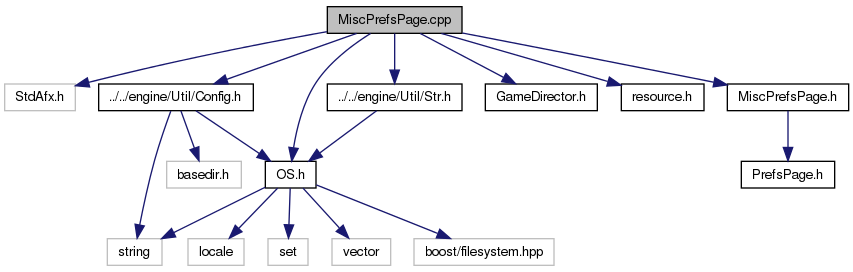 MiscPrefsPage.cpp
StdAfx.h
../../engine/Util/Config.h
../../engine/Util/Str.h
GameDirector.h
resource.h
MiscPrefsPage.h
basedir.h
OS.h
PrefsPage.h
string
locale
set
vector
boost/filesystem.hpp